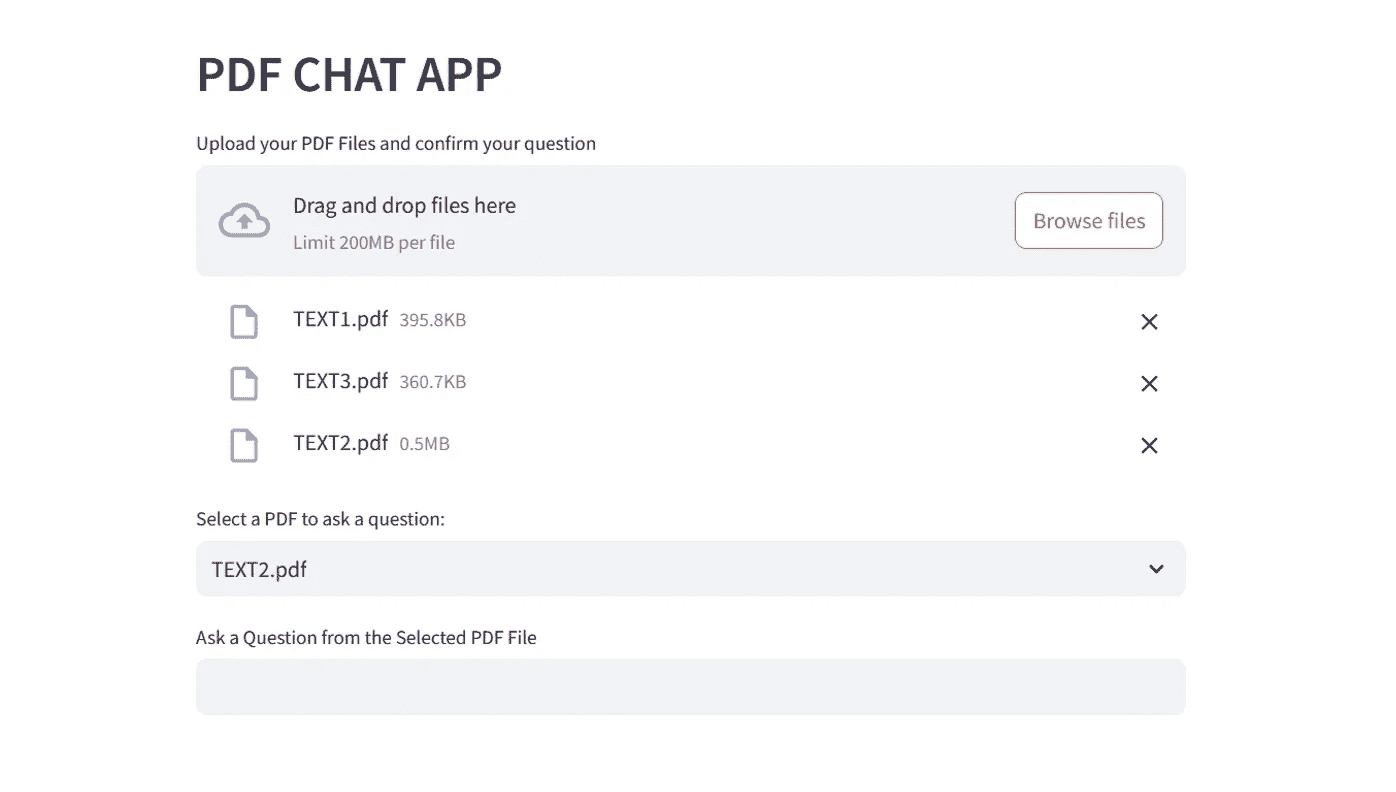 PDF CHAT APP
Upload your PDF Files and confirm your question
Drag and drop files here
Limit 200MB per file
Browse files
TEXT1.pdf 395.8KB
TEXT3.pdf 360.7KB
TEXT2.pdf 0.5MB
Select a PDF to ask a question:
TEXT2.pdf
Ask a Question from the Selected PDF File